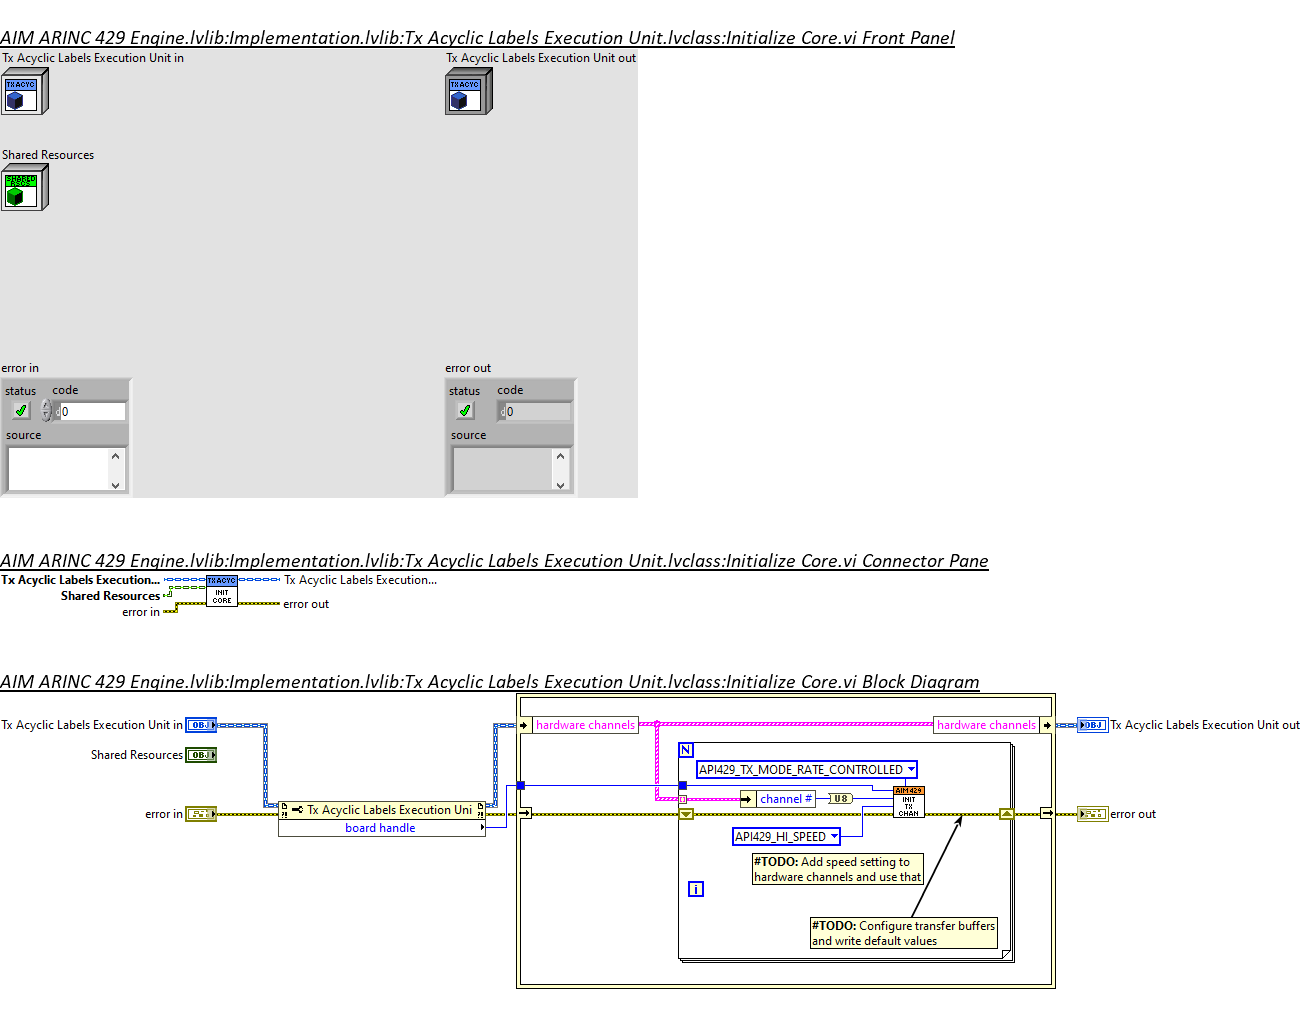 AIM ARINC 429 Engine.lvlib:Implementation.lvlib:Tx Acyclic Labels Execution Unit.lvclass:Initialize Core.vi Front Panel
Tx Acyclic Labels Execution Unit in
Tx Acyclic Labels Execution Unit out
TX ACYC
TX ACYC
Shared Resources
SHARED
RSCS
error in
error out
status code
status code
0
0
source
source
AIM ARINC 429 Engine.lvlib:Implementation.lvlib:Tx Acyclic Labels Execution Unit.lvclass:Initialize Core.vi Connector Pane
Tx Acyclic Labels Execution...
TX ACYC
Tx Acyclic Labels Execution...
Shared Resources
INIT
CORE
error in
error out
AIM ARINC 429 Engine.lvlib:Implementation.lvlib:Tx Acyclic Labels Execution Unit.lvclass:Initialize Core.vi Block Diagram
Tx Acyclic Labels Execution Unit in
OBJ
hardware channels
hardware channels
OBJ
Tx Acyclic Labels Execution Unit out
Shared Resources
OBJ
N
API429_TX_MODE_RATE_CONTROLLED
channel #
U8
AIM429
INIT
TX
CHAN
error in
Tx Acyclic Labels Execution Uni
board handle
error out
API429_HI_SPEED
#TODO: Add speed setting to
hardware channels and use that
i
#TODO: Configure transfer buffers
and write default values